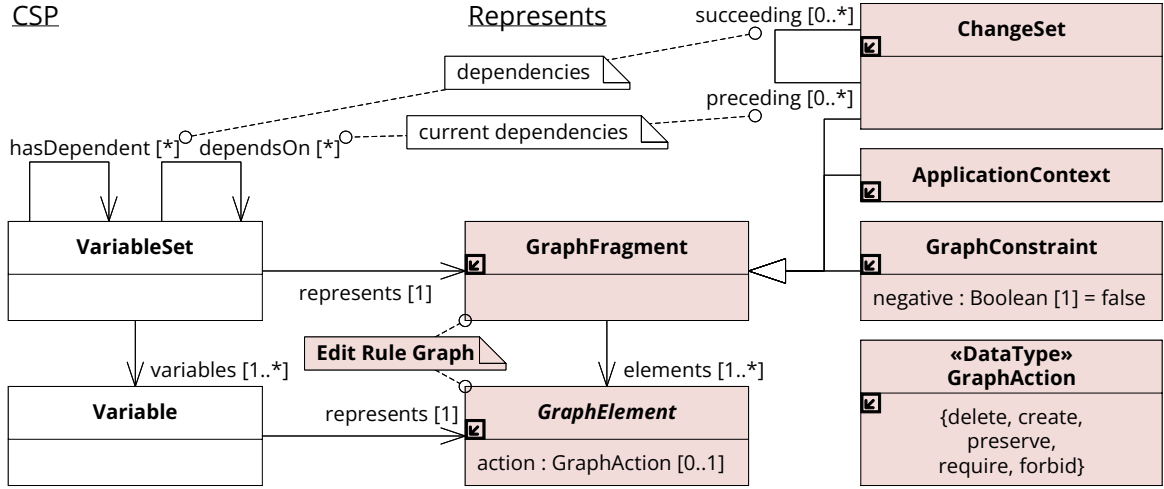 CSP
Represents
succeeding [0..*]
ChangeSet
dependencies
preceding [0..*]
current dependencies
hasDependent [*]
dependsOn [*]
ApplicationContext
VariableSet
GraphFragment
GraphConstraint
represents [1]
negative : Boolean [1] = false
Edit Rule Graph
variables [1..*]
elements [1..*]
«DataType»
GraphAction
Variable
represents [1]
GraphElement
{delete, create,
preserve,
require, forbid}
action : GraphAction [0..1]